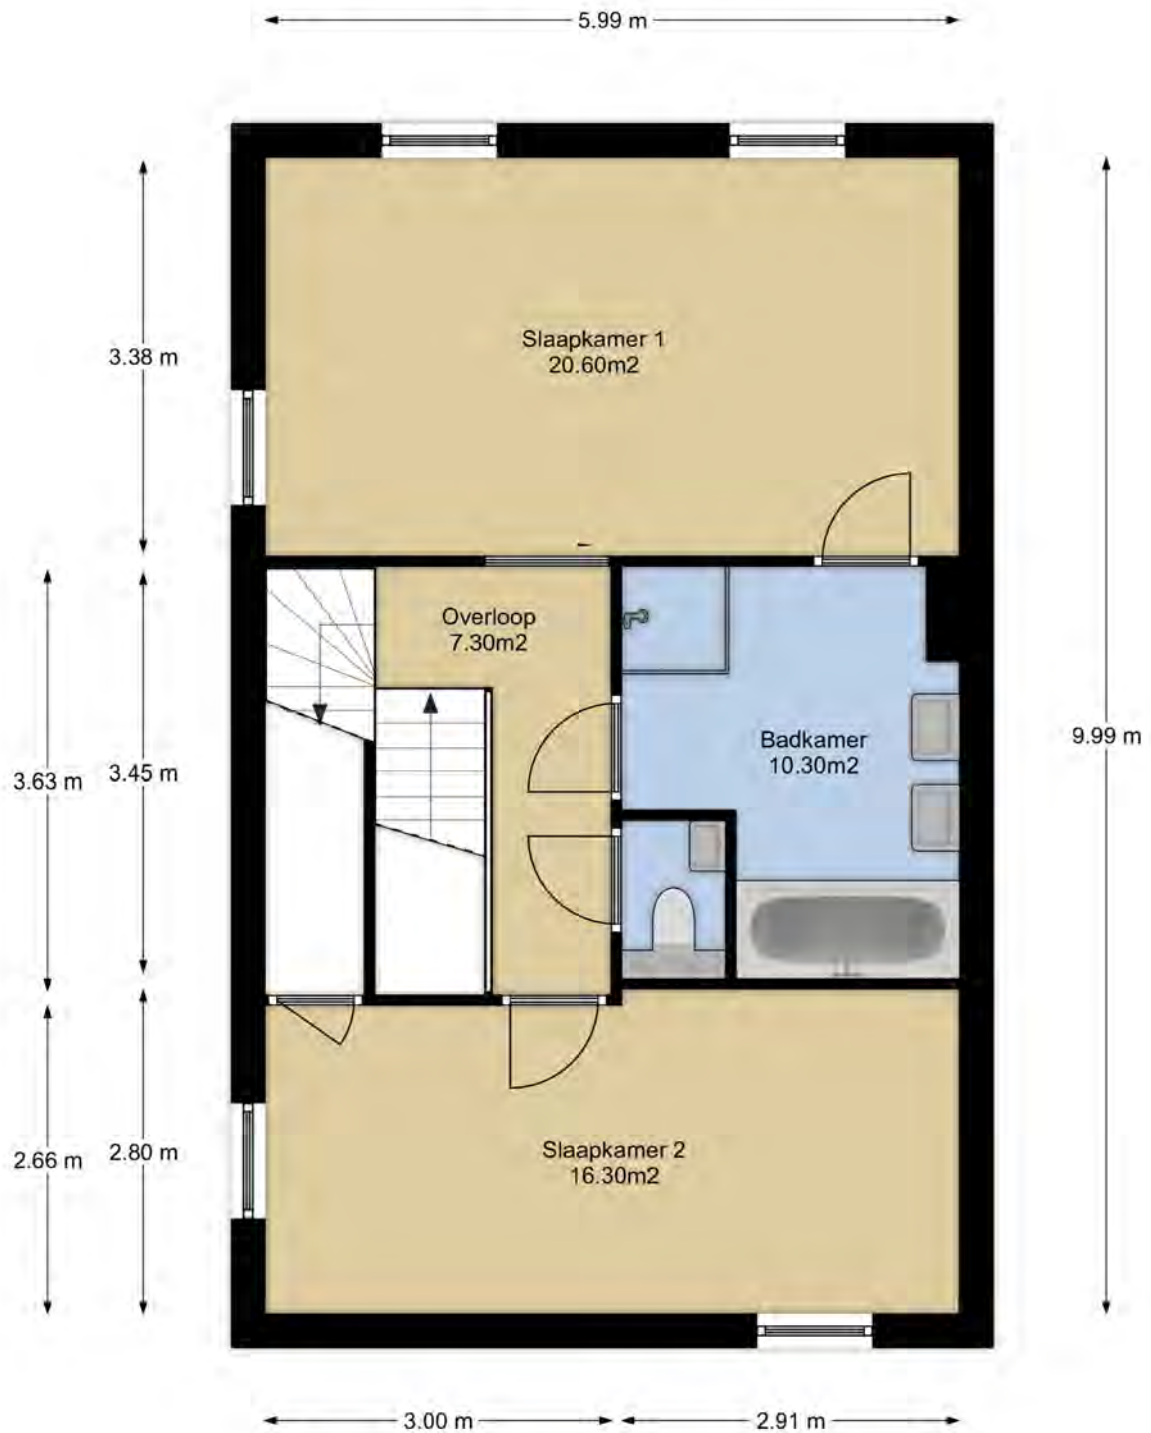 5.99 m
3.38 m
Slaapkamer 1
20.60m2
Overloop
7.30m2
3.63 m
3.45 m
Badkamer
10.30m2
9.99 m
2.66 m
2.80 m
Slaapkamer 2
16.30m2
3.00 m
2.91 m